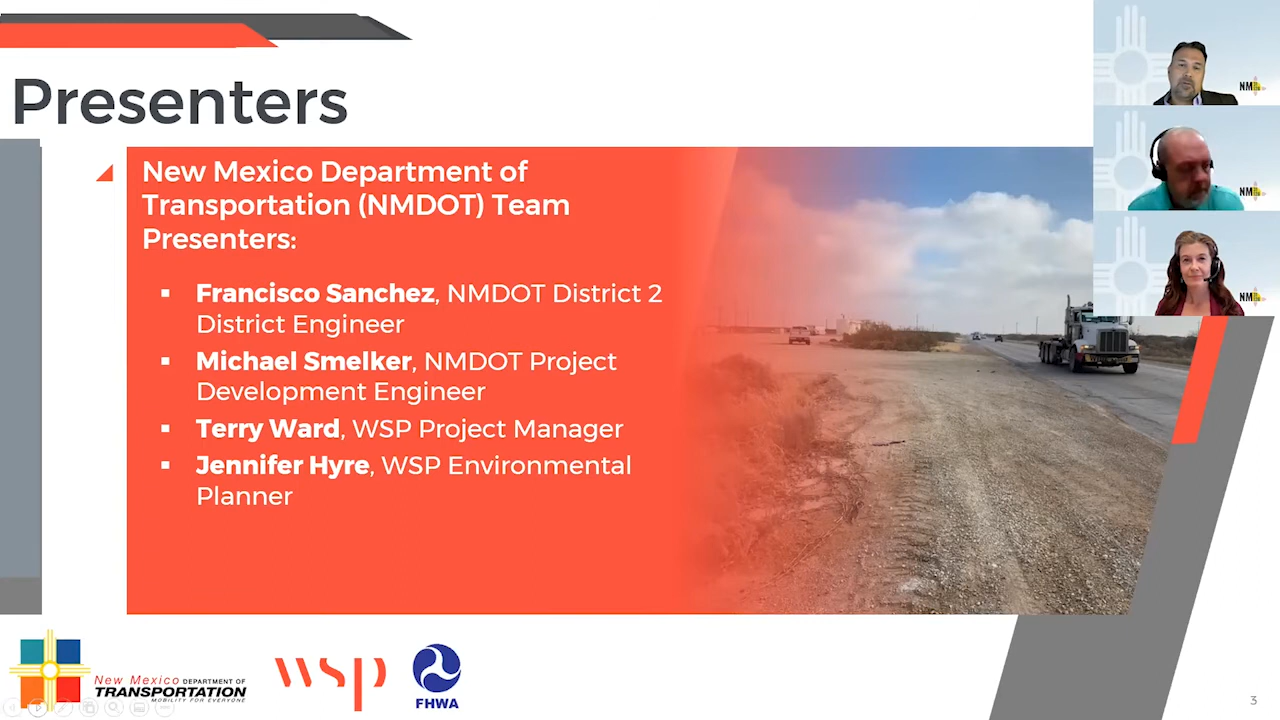 Presenters
New Mexico Department of
Transportation (NMDOT) Team
Presenters:
Francisco Sanchez, NMDOT District 2
District Engineer
Michael Smelker, NMDOT Project
Development Engineer
Terry Ward, WSP Project Manager
Jennifer Hyre, WSP Environmental
Planner
New Mexico DEPARTMENT OF
TRANSPORTATION
MOBILITY FOR EVERYONE
wsp
FHWA
3